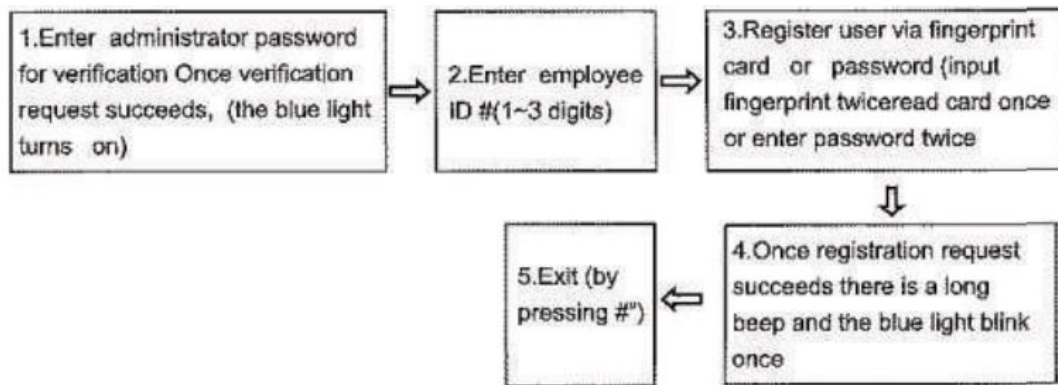 1.Enter administrator password
for verification Once verification
request succeeds, (the blue light
turns on)
2.Enter employee
ID #(1~3 digits)
3.Register user via fingerprint
card or password (input
fingerprint twiceread card once
or enter password twice
4.Once registration request
succeeds there is a long
beep and the blue light blink
once
5.Exit (by
pressing #")